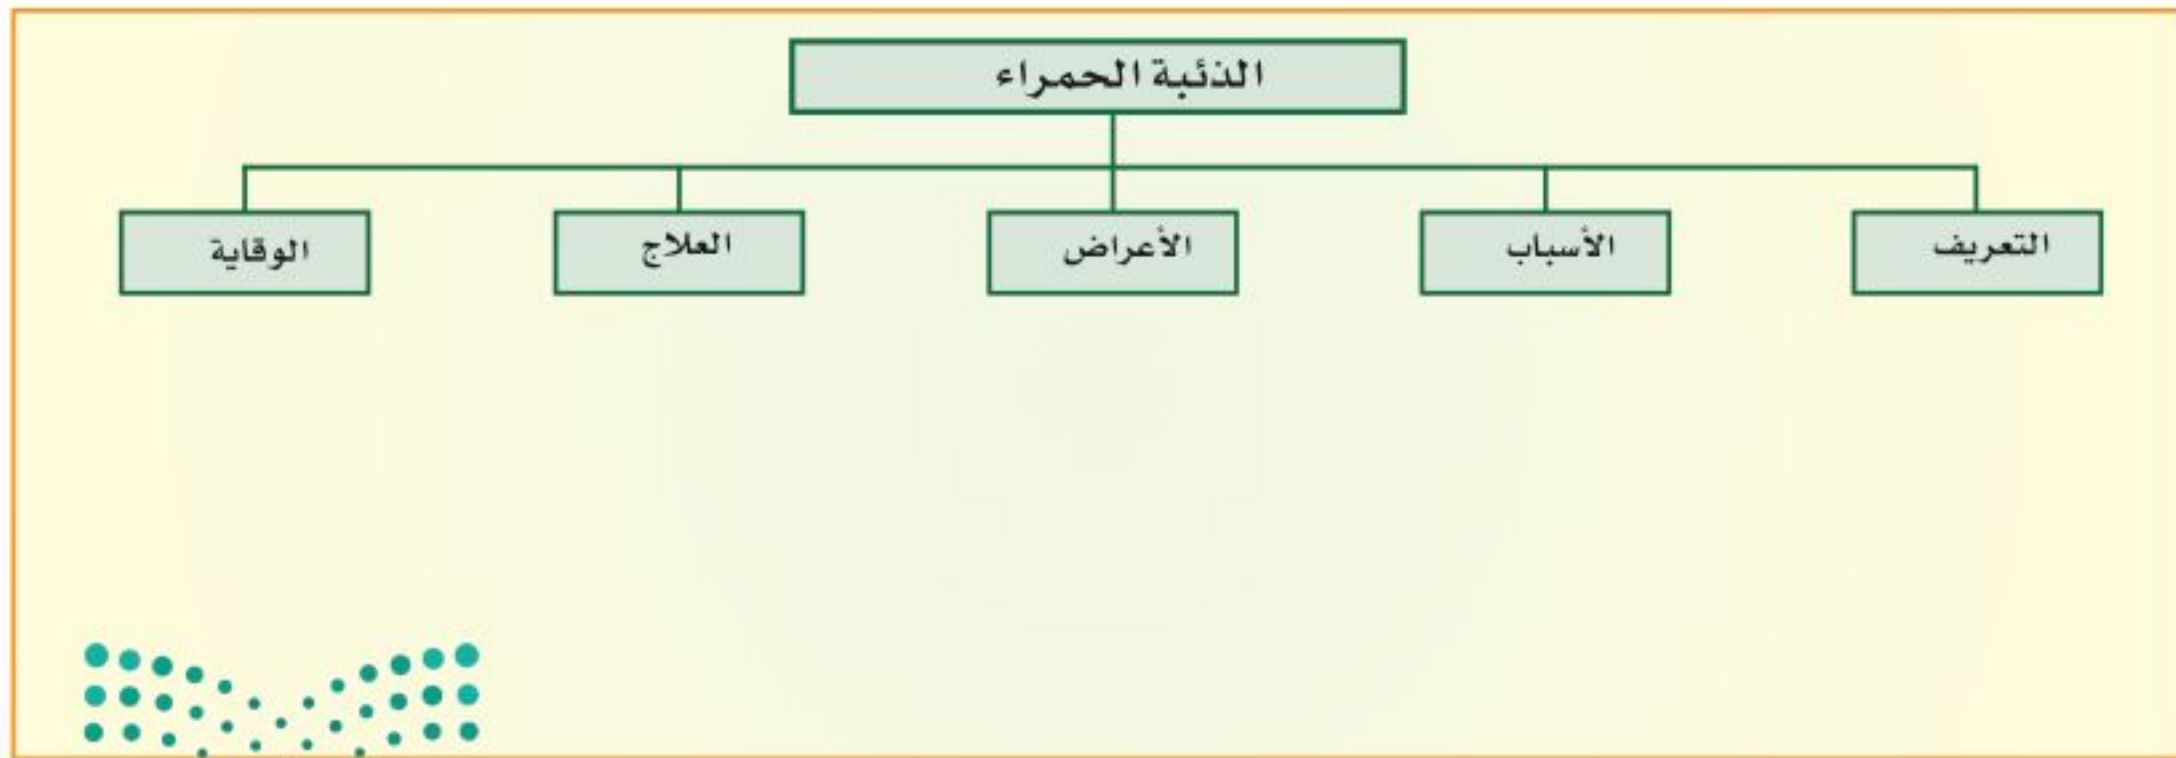 الذئبة الحمراء
التعريف
الأسباب
الأعراض
العلاج
الوقاية